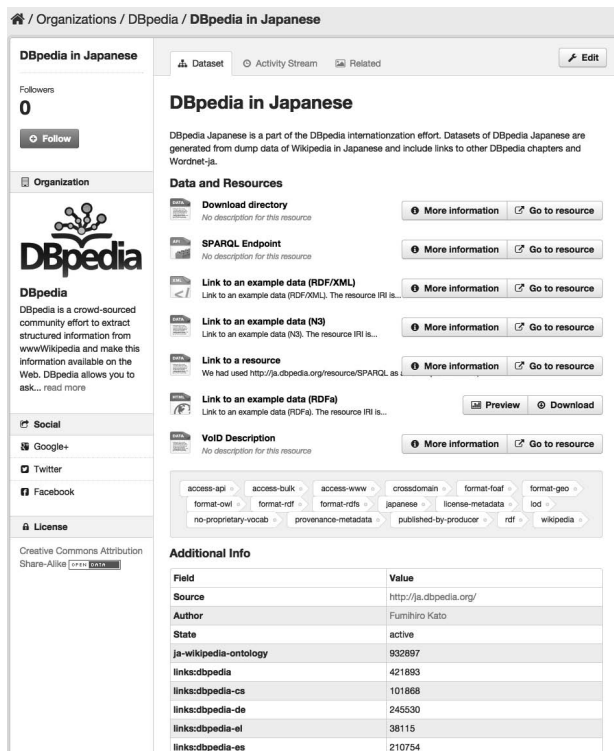 / Organizations / DBpedia / DBpedia in Japanese
DBpedia in Japanese
Followers
0
Follow
Organization
DBpedia
DBpedia
DBpedia is a crowd-sourced
community effort to extract
structured information from
wwwWikipedia and make this
information available on the
Web. DBpedia allows you to
ask... read more
Social
Google+
Twitter
Facebook
License
Creative Commons Attribution
Share-Alike OPEN DATA
Dataset Activity Stream Related
Edit
DBpedia in Japanese
DBpedia Japanese is a part of the DBpedia internationzation effort. Datasets of DBpedia Japanese are
generated from dump data of Wikipedia in Japanese and include links to other DBpedia chapters and
Wordnet-ja.
Data and Resources
DATA Download directory
No description for this resource
More information Go to resource
API SPARQL Endpoint
No description for this resource
More information Go to resource
XML Link to an example data (RDF/XML)
Link to an example data (RDF/XML). The resource IRI is...
More information Go to resource
DATA Link to an example data (N3)
Link to an example data (N3). The resource IRI is...
More information Go to resource
DATA Link to a resource
We had used http://ja.dbpedia.org/resource/SPARQL as
More information Go to resource
HTML Link to an example data (RDFa)
Link to an example data (RDFa). The resource IRI is...
Preview Download
DATA VoID Description
No description for this resource
More information Go to resource
access-api access-bulk access-www crossdomain format-foaf format-geo
format-owl format-rdf format-rdfs japanese license-metadata lod
no-proprietary-vocab provenance-metadata published-by-producer rdf wikipedia
Additional Info
Field Value
Source http://ja.dbpedia.org/
Author Fumihiro Kato
State active
ja-wikipedia-ontology 932897
links:dbpedia 421893
links:dbpedia-cs 101868
links:dbpedia-de 245530
links:dbpedia-el 38115
links:dbpedia-es 210754